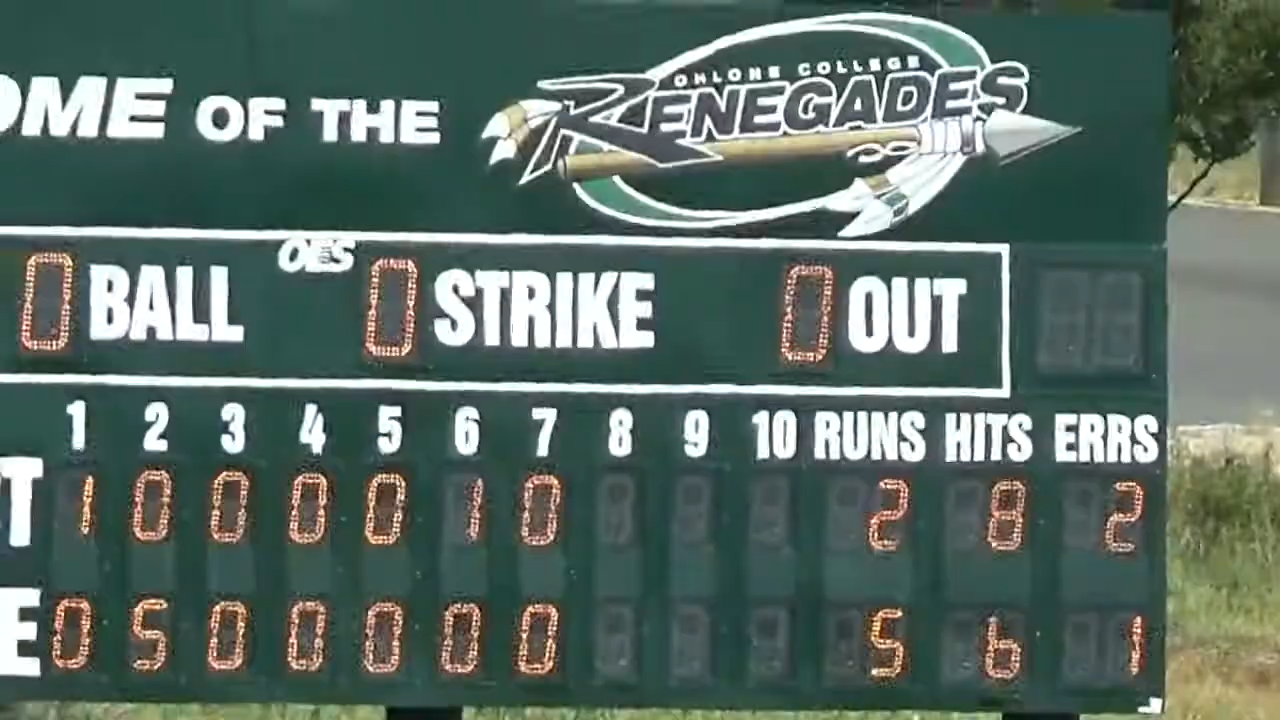 OHLONE COLLEGE
OME OF THE RENEGADES
OES
0 BALL 0 STRIKE 0 OUT
1 2 3 4 5 6 7 8 9 10 RUNS HITS ERRS
T 1 0 0 0 0 1 0 2 8 2
E 0 5 0 0 0 0 0 5 6 1